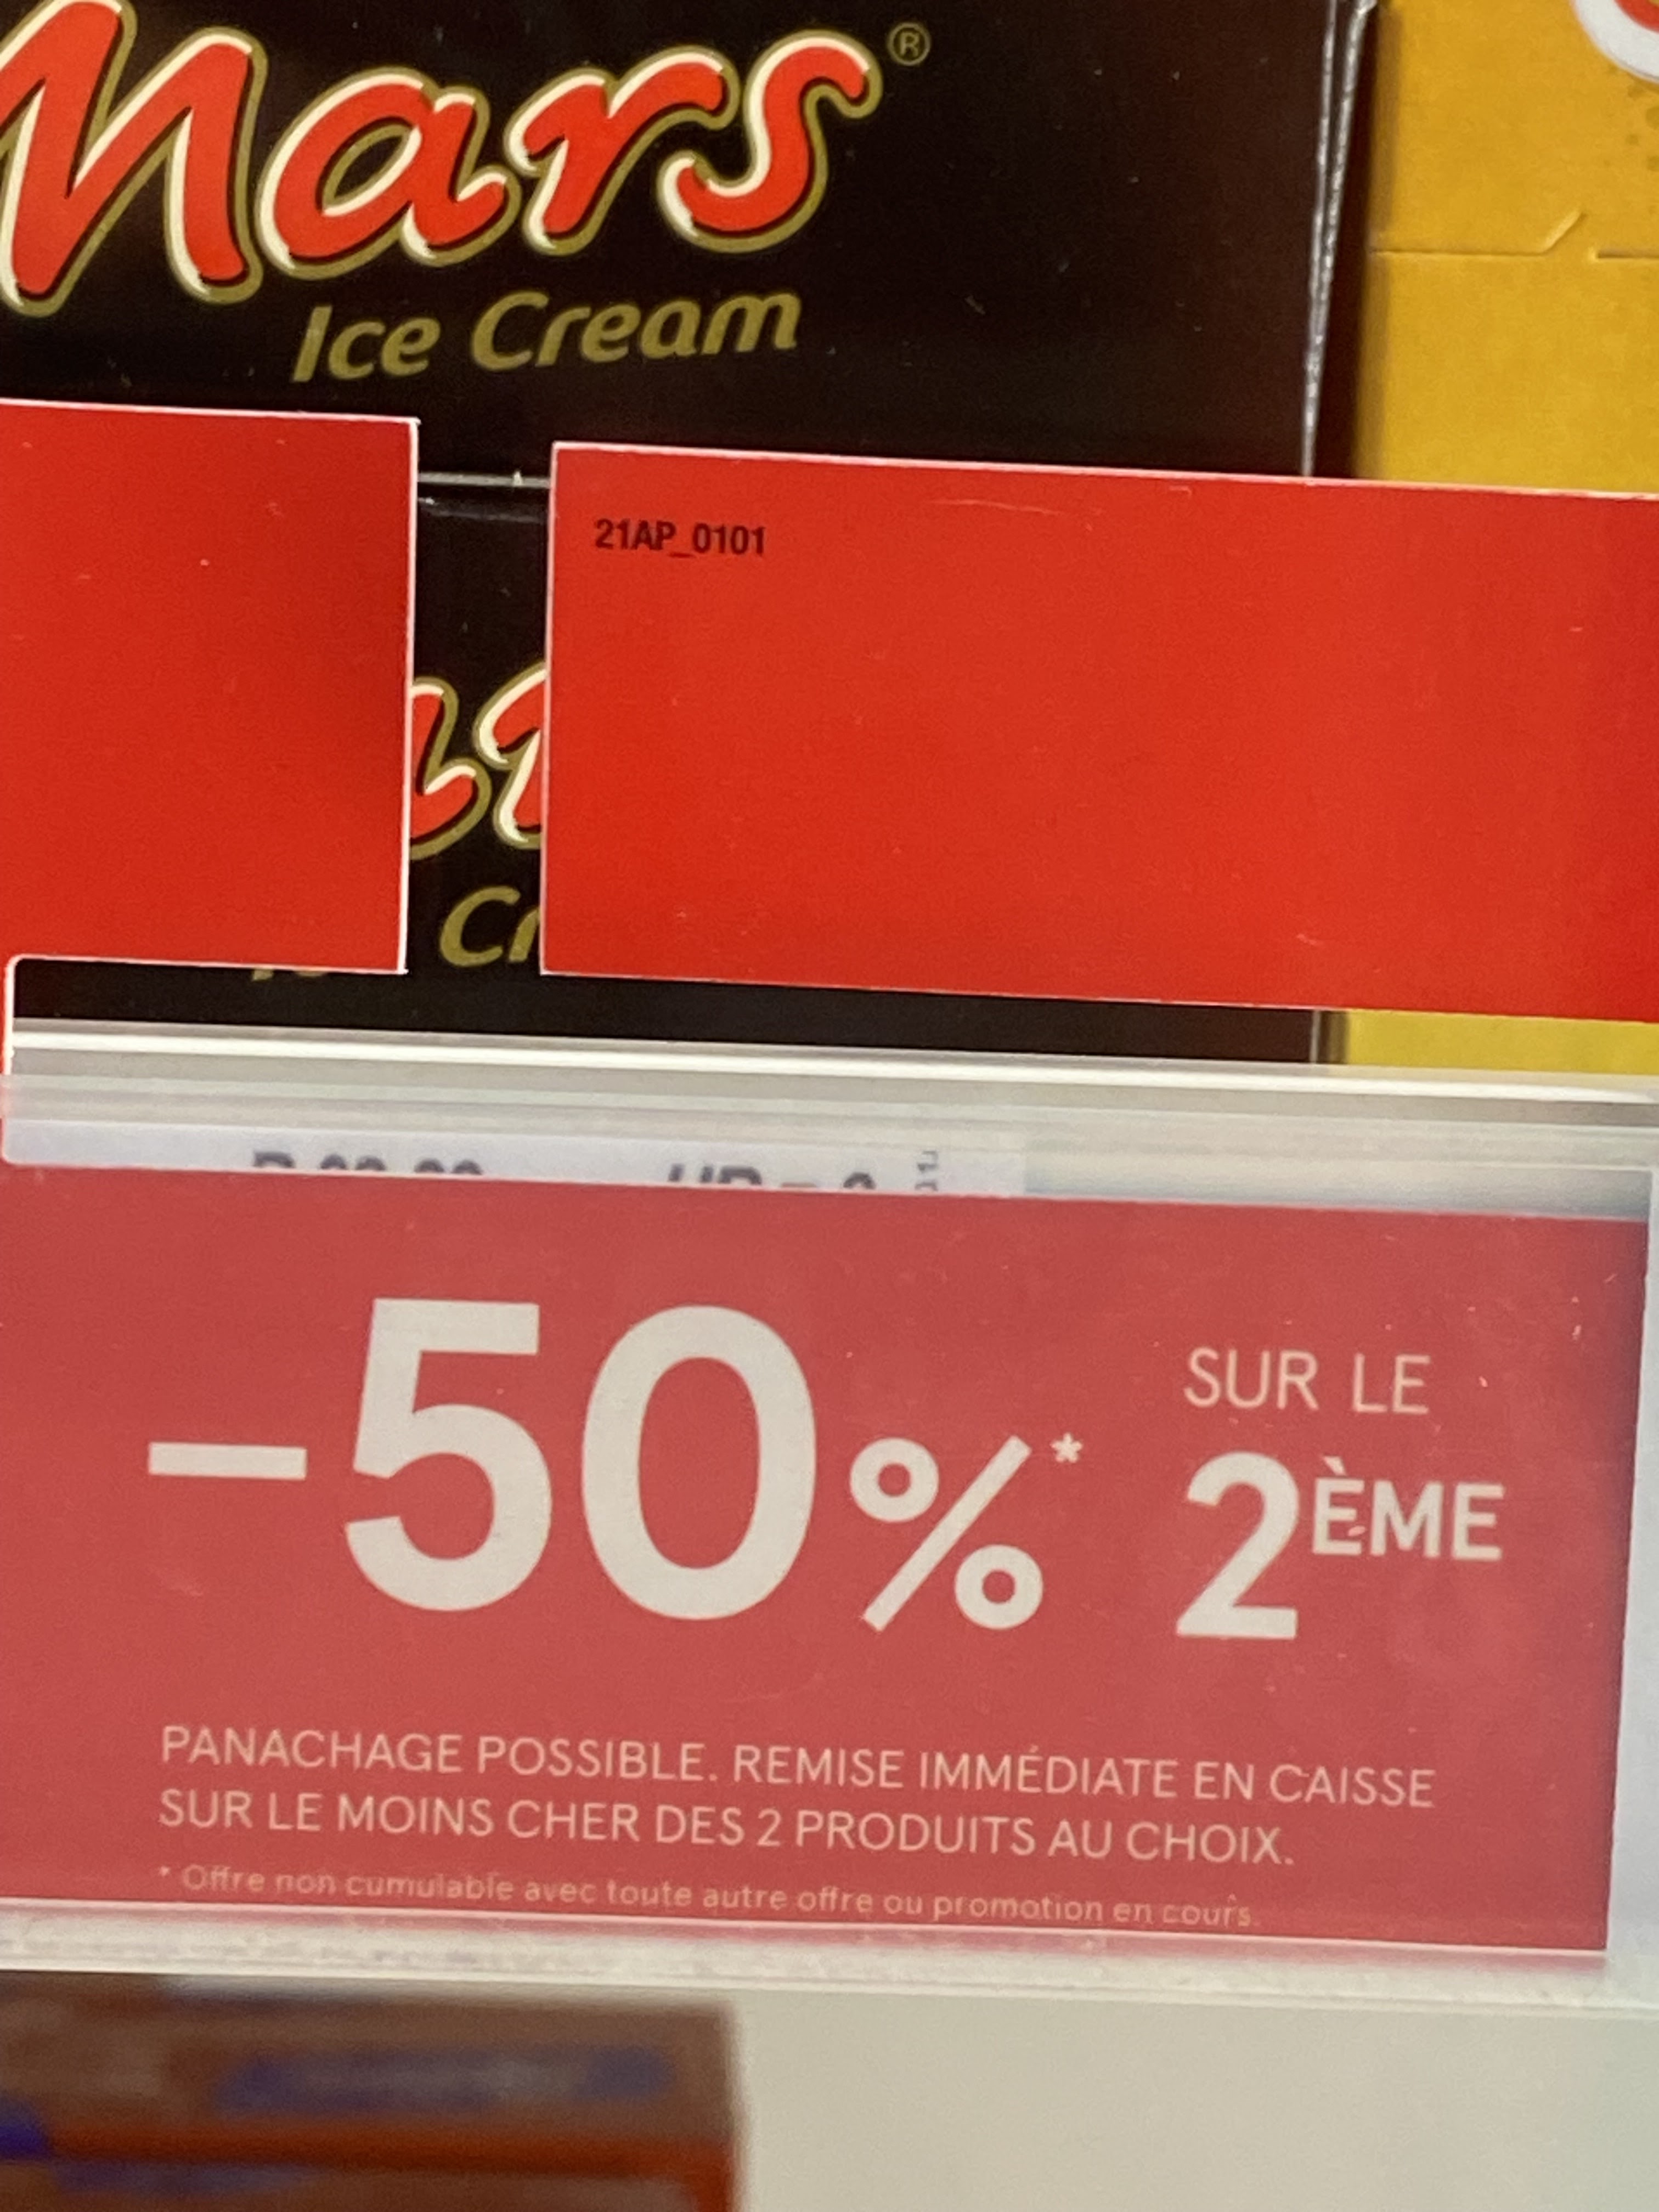 Mars®
Ice Cream
21AP_0101
-50%* SUR LE
2ÈME
PANACHAGE POSSIBLE. REMISE IMMÉDIATE EN CAISSE
SUR LE MOINS CHER DES 2 PRODUITS AU CHOIX.
* Offre non cumulable avec toute autre offre ou promotion en cours.